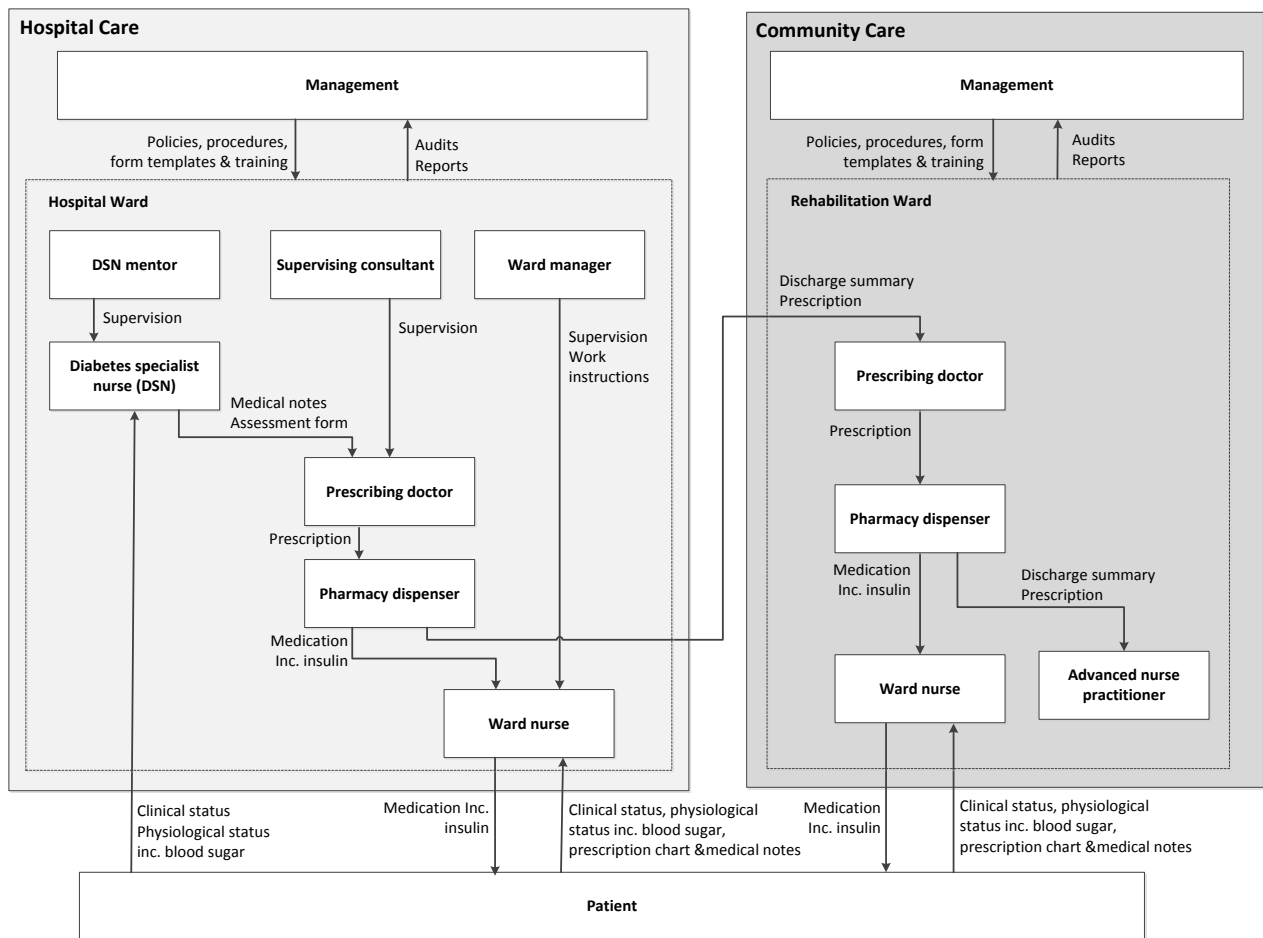 Hospital Care
Management
Policies, procedures,
form templates & training
Audits
Reports
Hospital Ward
DSN mentor
Supervising consultant
Ward manager
Supervision
Supervision
Supervision
Work
instructions
Diabetes specialist
nurse (DSN)
Medical notes
Assessment form
Prescribing doctor
Prescription
Pharmacy dispenser
Medication
Inc. insulin
Ward nurse
Community Care
Management
Policies, procedures, form
templates & training
Audits
Reports
Rehabilitation Ward
Discharge summary
Prescription
Prescribing doctor
Prescription
Pharmacy dispenser
Medication
Inc. insulin
Discharge summary
Prescription
Ward nurse
Advanced nurse
practitioner
Clinical status
Physiological status
inc. blood sugar
Medication Inc.
insulin
Clinical status, physiological
status inc. blood sugar,
prescription chart &medical notes
Medication
Inc. insulin
Clinical status, physiological
status inc. blood sugar,
prescription chart &medical notes
Patient